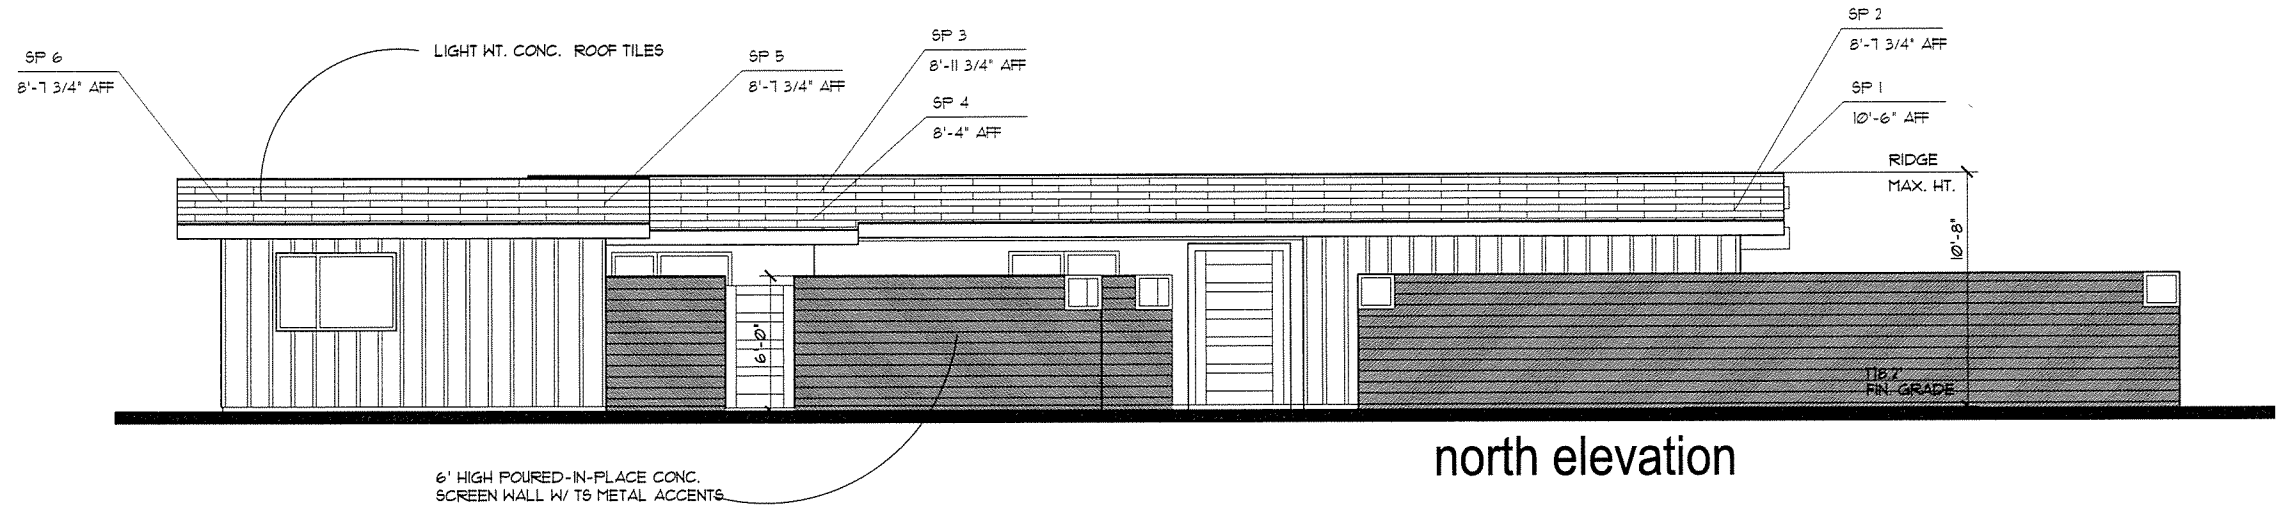 SP 6
8'-7 3/4" AFF
LIGHT WT. CONC. ROOF TILES
SP 5
8'-7 3/4" AFF
SP 3
8'-11 3/4" AFF
SP 4
8'-4" AFF
SP 2
8'-7 3/4" AFF
SP 1
10'-6" AFF
RIDGE
MAX. HT.
10'-8"
6'-0"
718.2'
FIN. GRADE
6' HIGH POURED-IN-PLACE CONC.
SCREEN WALL W/ TS METAL ACCENTS
north elevation